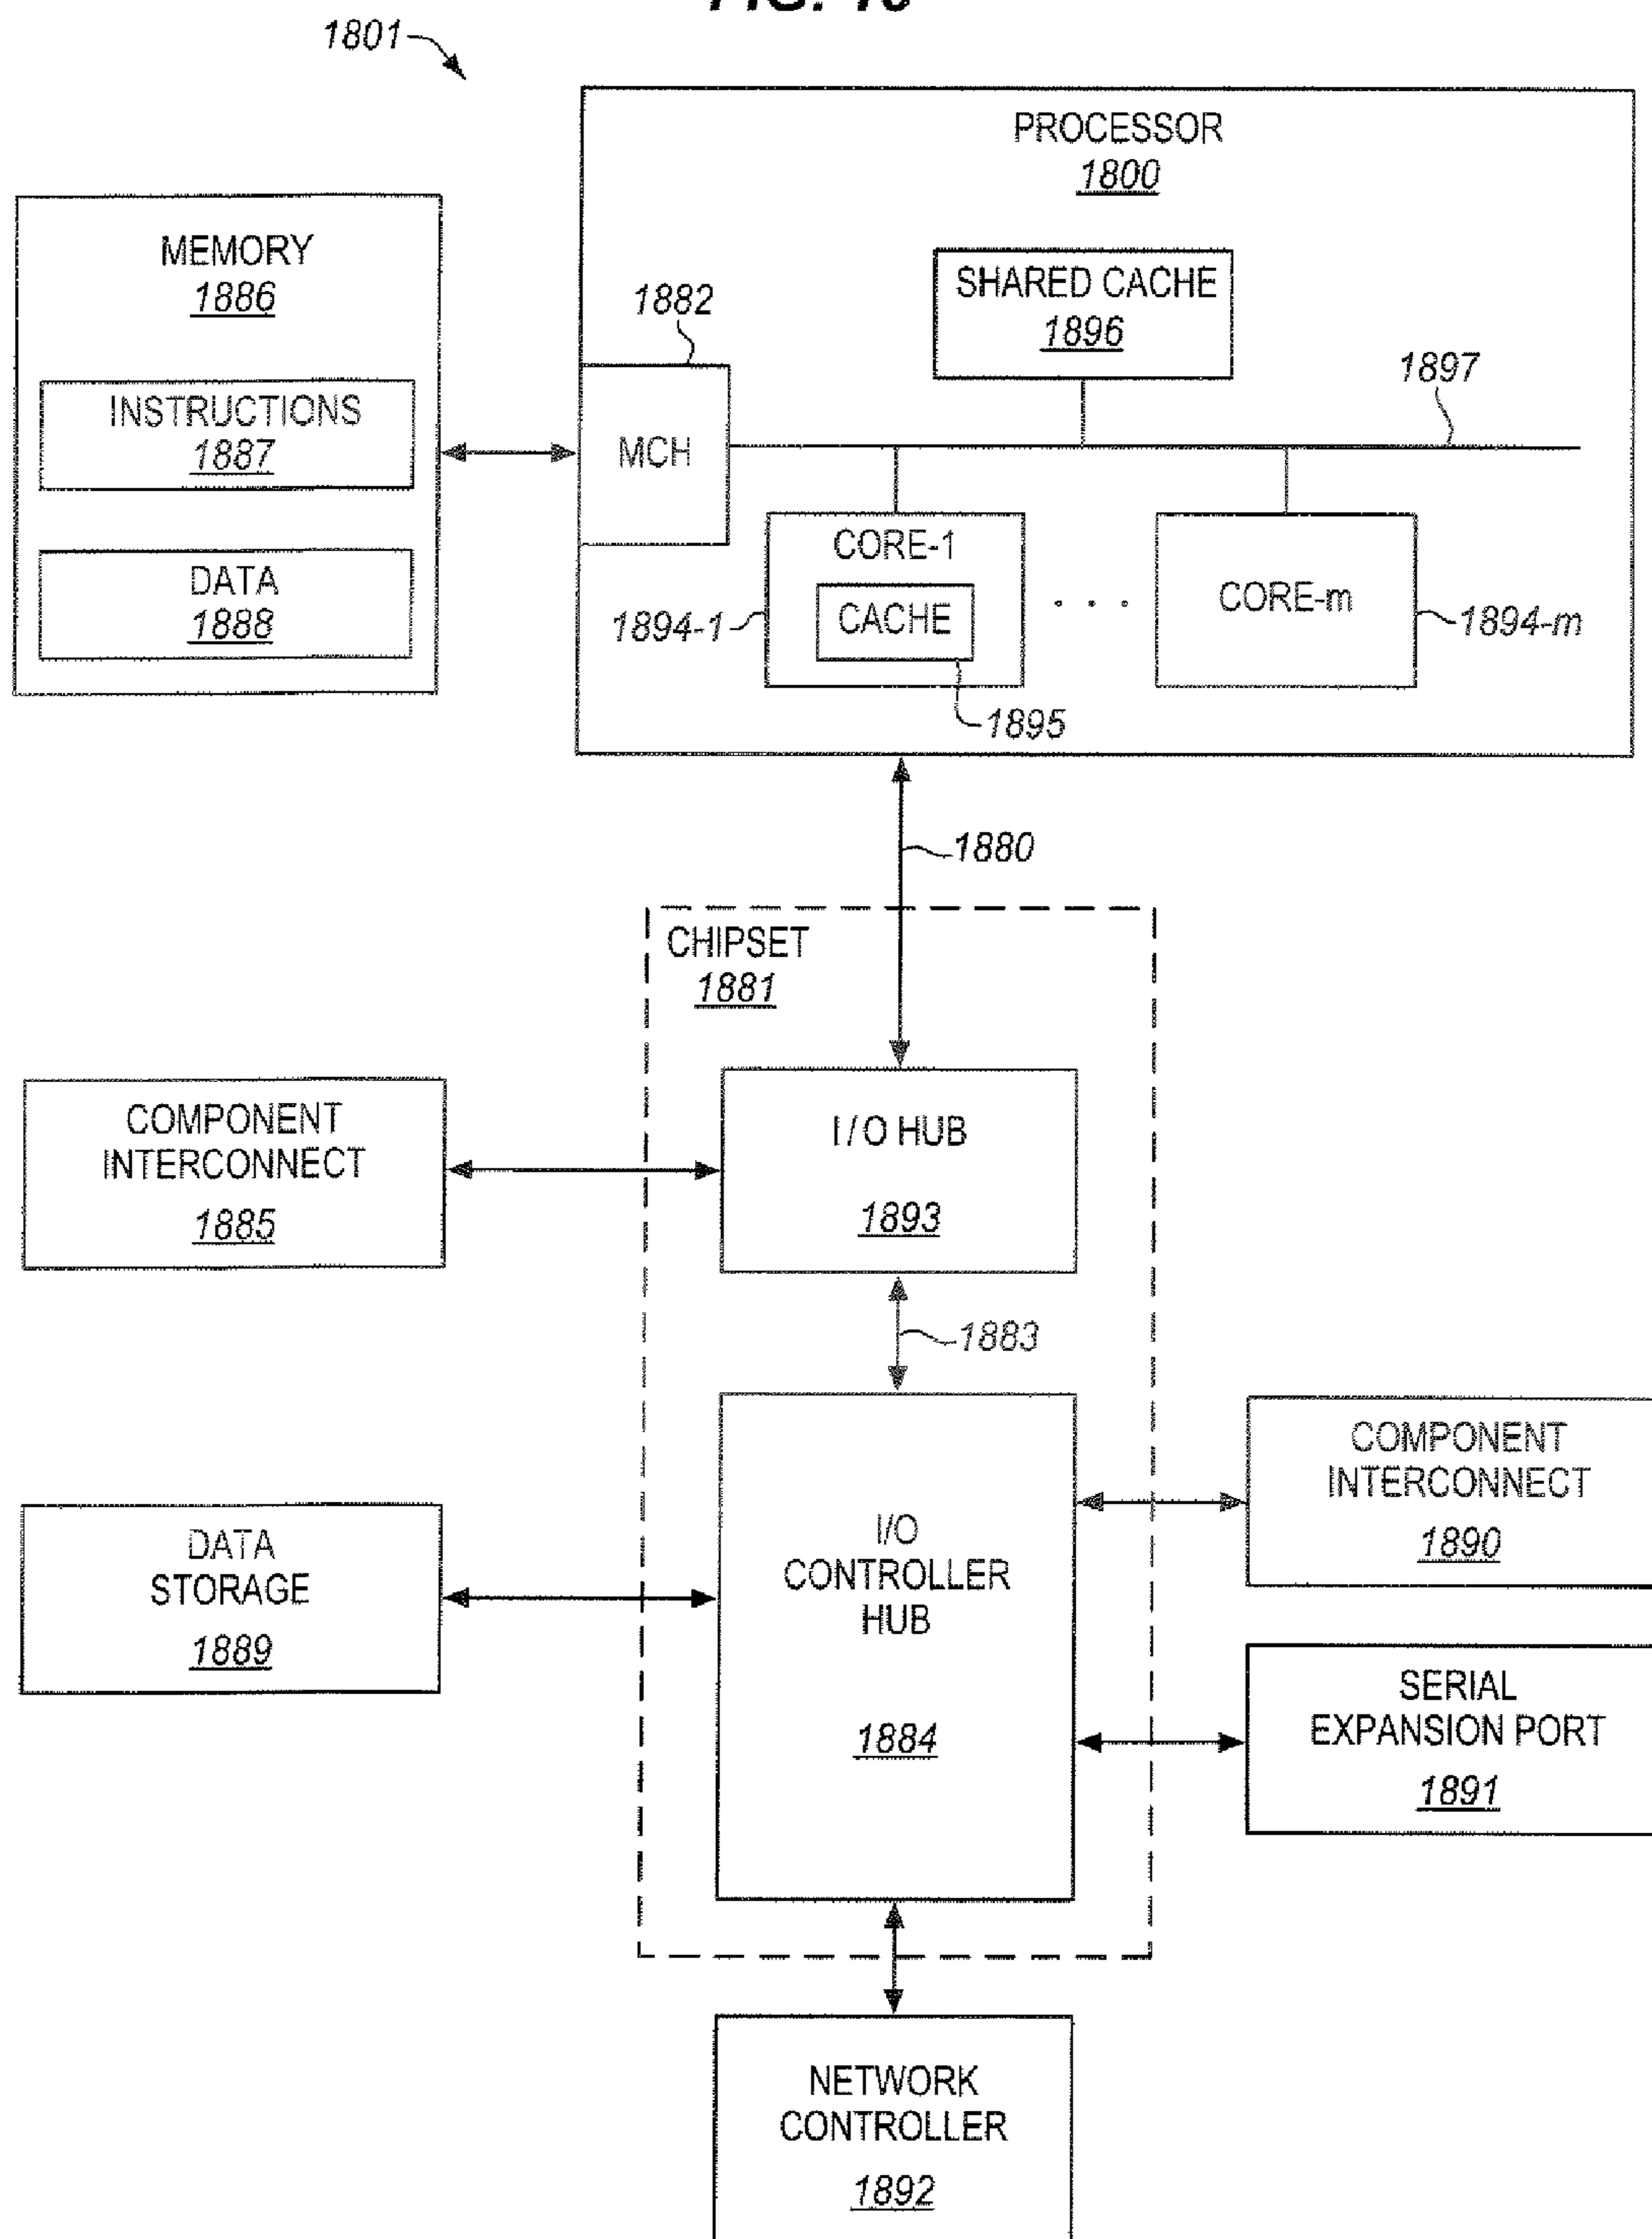 1801
PROCESSOR
1800
MEMORY
1886
INSTRUCTIONS
1887
DATA
1888
1882
MCH
SHARED CACHE
1896
1897
CORE-1
CACHE
1894-1
1895
. . .
CORE-m
1894-m
1880
CHIPSET
1881
COMPONENT
INTERCONNECT
1885
I / O HUB
1893
1883
DATA
STORAGE
1889
I/O
CONTROLLER
HUB
1884
COMPONENT
INTERCONNECT
1890
SERIAL
EXPANSION PORT
1891
NETWORK
CONTROLLER
1892